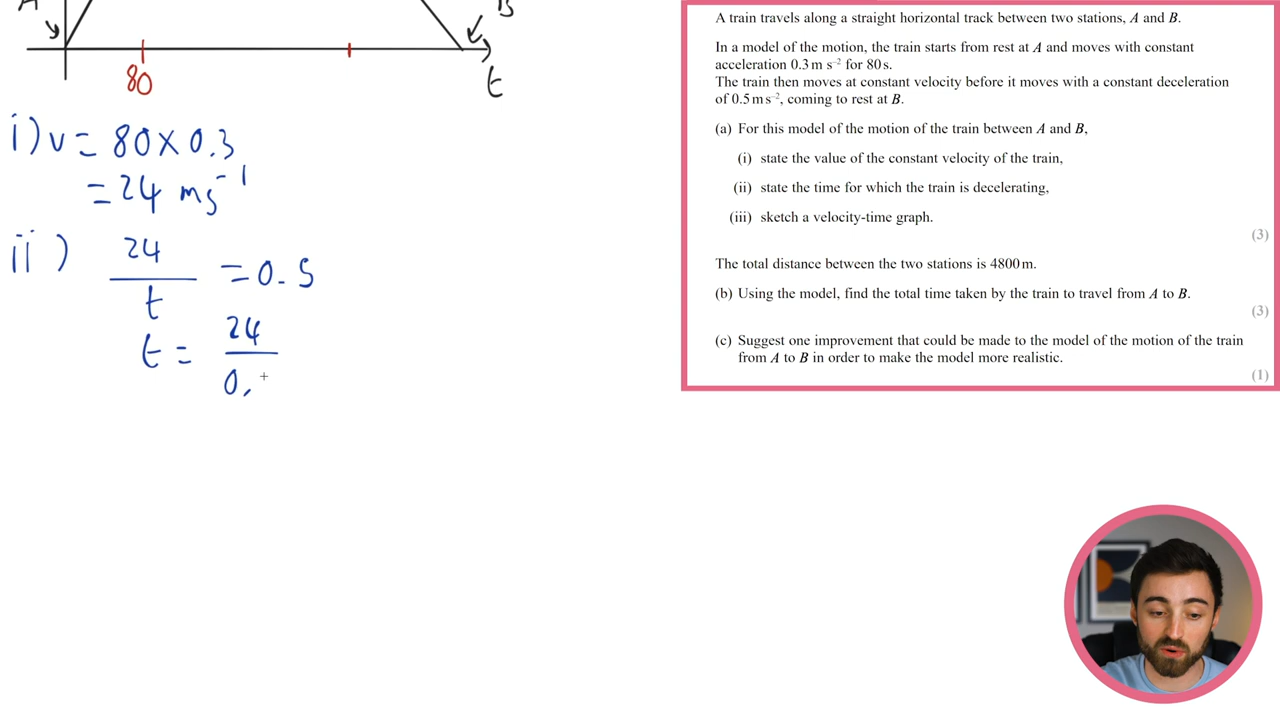 A
B
80
t
i) v = 80 × 0.3
= 24 ms⁻¹
ii) 24/t = 0.5
t = 24/0.
A train travels along a straight horizontal track between two stations, A and B.
In a model of the motion, the train starts from rest at A and moves with constant
acceleration 0.3 m s⁻² for 80 s.
The train then moves at constant velocity before it moves with a constant deceleration
of 0.5 m s⁻², coming to rest at B.
(a) For this model of the motion of the train between A and B,
(i) state the value of the constant velocity of the train,
(ii) state the time for which the train is decelerating,
(iii) sketch a velocity-time graph.
(3)
The total distance between the two stations is 4800 m.
(b) Using the model, find the total time taken by the train to travel from A to B.
(3)
(c) Suggest one improvement that could be made to the model of the motion of the train
from A to B in order to make the model more realistic.
(1)